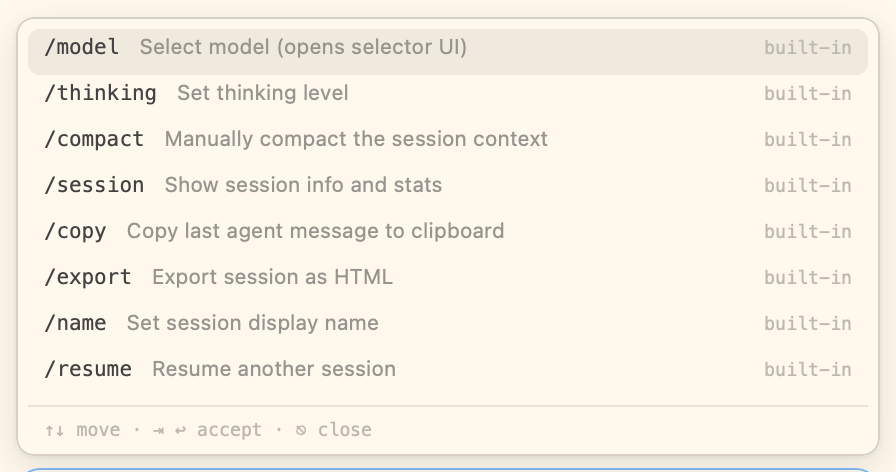 /model Select model (opens selector UI) built-in
/thinking Set thinking level built-in
/compact Manually compact the session context built-in
/session Show session info and stats built-in
/copy Copy last agent message to clipboard built-in
/export Export session as HTML built-in
/name Set session display name built-in
/resume Resume another session built-in
↑↓ move · ⇥ ↩ accept · ⎋ close